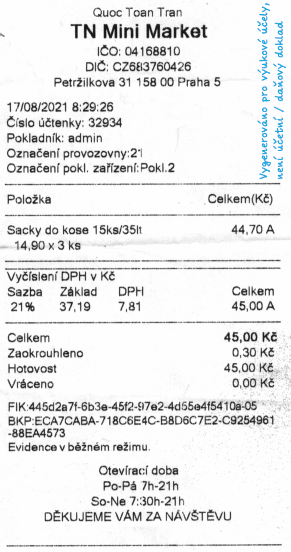 Quoc Toan Tran
TN Mini Market
IČO: 04168810
DIČ: CZ683760426
Petržilkova 31 158 00 Praha 5
17/08/2021 8:29:26
Číslo účtenky: 32934
Pokladník: admin
Označení provozovny:21
Označení pokl. zařízení:Pokl.2
Položka Celkem(Kč)
Sacky do kose 15ks/35lt 44,70 A
14,90 x 3 ks
Vyčíslení DPH v Kč
Sazba Základ DPH Celkem
21% 37,19 7,81 45,00 A
Celkem 45,00 Kč
Zaokrouhleno 0,30 Kč
Hotovost 45,00 Kč
Vráceno 0,00 Kč
FIK:445d2a7f-6b3e-45f2-97e2-4d55e4f5410a-05
BKP:ECA7CABA-718C6E4C-B8D6C7E2-C9254961
-88EA4573
Evidence v běžném režimu.
Otevírací doba
Po-Pá 7h-21h
So-Ne 7:30h-21h
DĚKUJEME VÁM ZA NÁVŠTĚVU
Vygenerováno pro výukové účely,
není účetní / daňový doklad